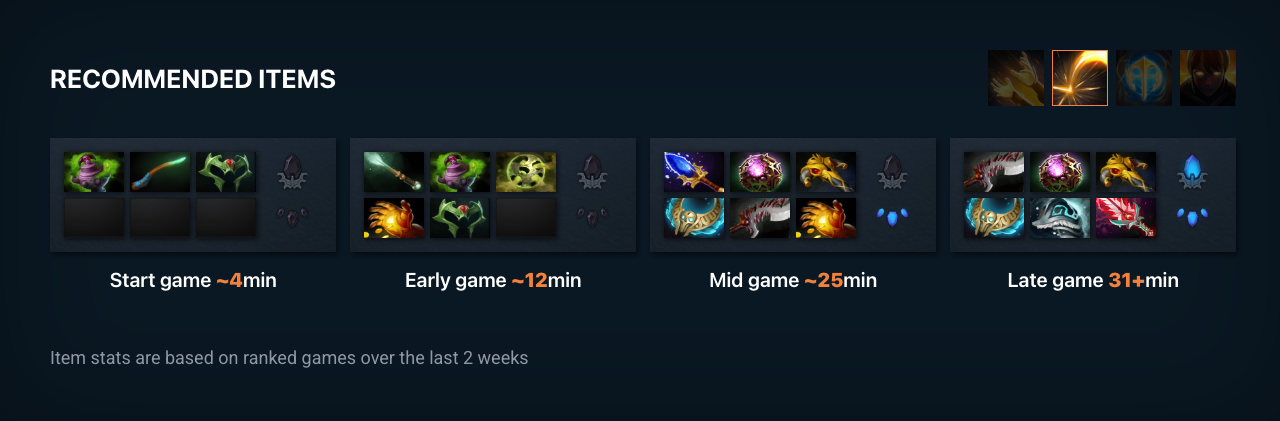 RECOMMENDED ITEMS
Start game ~4min
Early game ~12min
Mid game ~25min
Late game 31+min
Item stats are based on ranked games over the last 2 weeks